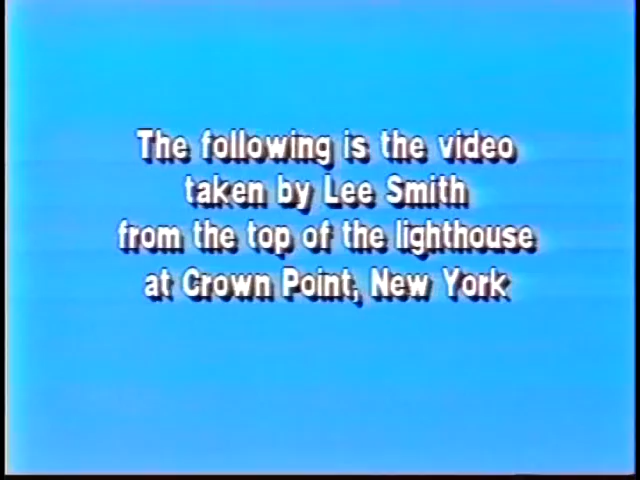 The following is the video
taken by Lee Smith
from the top of the lighthouse
at Crown Point, New York